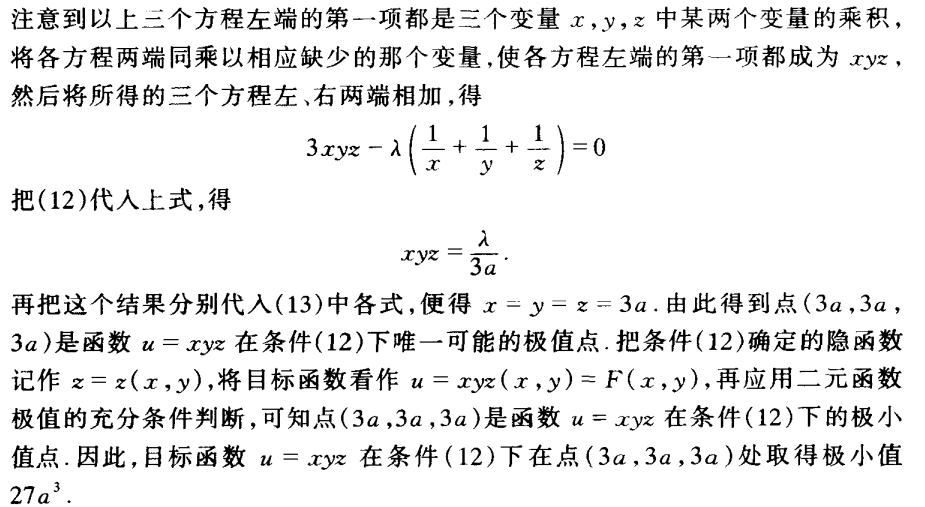 注意到以上三个方程左端的第一项都是三个变量 x,y,z 中某两个变量的乘积,
将各方程两端同乘以相应缺少的那个变量,使各方程左端的第一项都成为 xyz,
然后将所得的三个方程左、右两端相加,得
3xyz - λ(1/x + 1/y + 1/z) = 0
把(12)代入上式,得
xyz = λ/3a.
再把这个结果分别代入(13)中各式,便得 x = y = z = 3a.由此得到点(3a,3a,
3a)是函数 u = xyz 在条件(12)下唯一可能的极值点.把条件(12)确定的隐函数
记作 z = z(x,y),将目标函数看作 u = xyz(x,y) = F(x,y),再应用二元函数
极值的充分条件判断,可知点(3a,3a,3a)是函数 u = xyz 在条件(12)下的极小
值点.因此,目标函数 u = xyz 在条件(12)下在点(3a,3a,3a)处取得极小值
27a³.